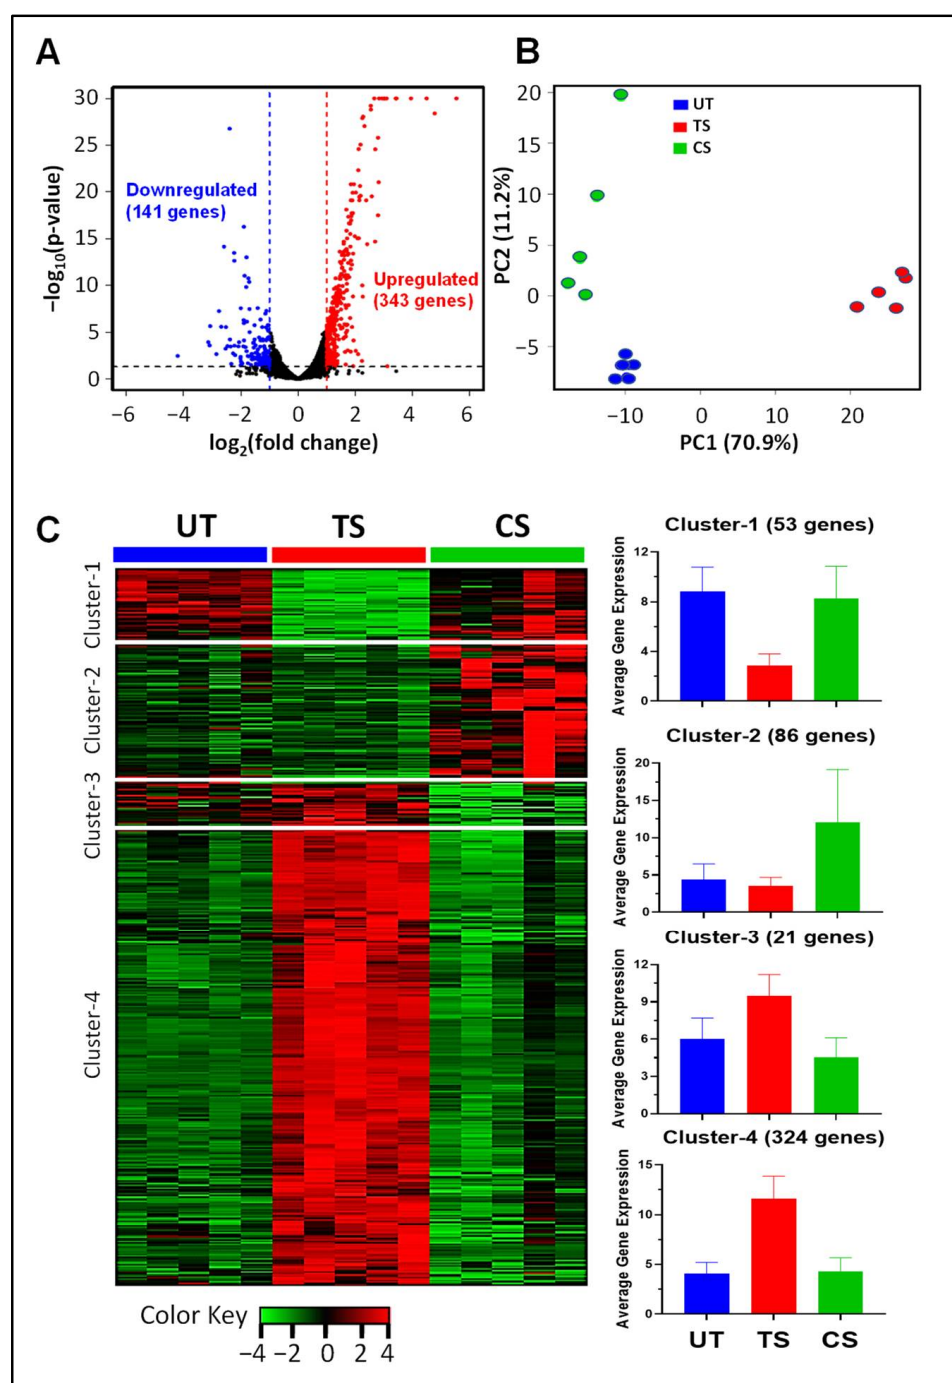 A
30
25
20
15
10
5
0
−log10(p-value)
Downregulated
(141 genes)
Upregulated
(343 genes)
−6
−4
−2
0
2
4
6
log2(fold change)
B
20
15
10
5
0
−5
PC2 (11.2%)
UT
TS
CS
−10
0
10
20
PC1 (70.9%)
C
UT
TS
CS
Cluster-1
Cluster-2
Cluster-3
Cluster-4
Color Key
−4
−2
0
2
4
Cluster-1 (53 genes)
Average Gene Expression
12
8
4
0
Cluster-2 (86 genes)
Average Gene Expression
20
15
10
5
0
Cluster-3 (21 genes)
Average Gene Expression
12
9
6
3
0
Cluster-4 (324 genes)
Average Gene Expression
15
10
5
0
UT
TS
CS